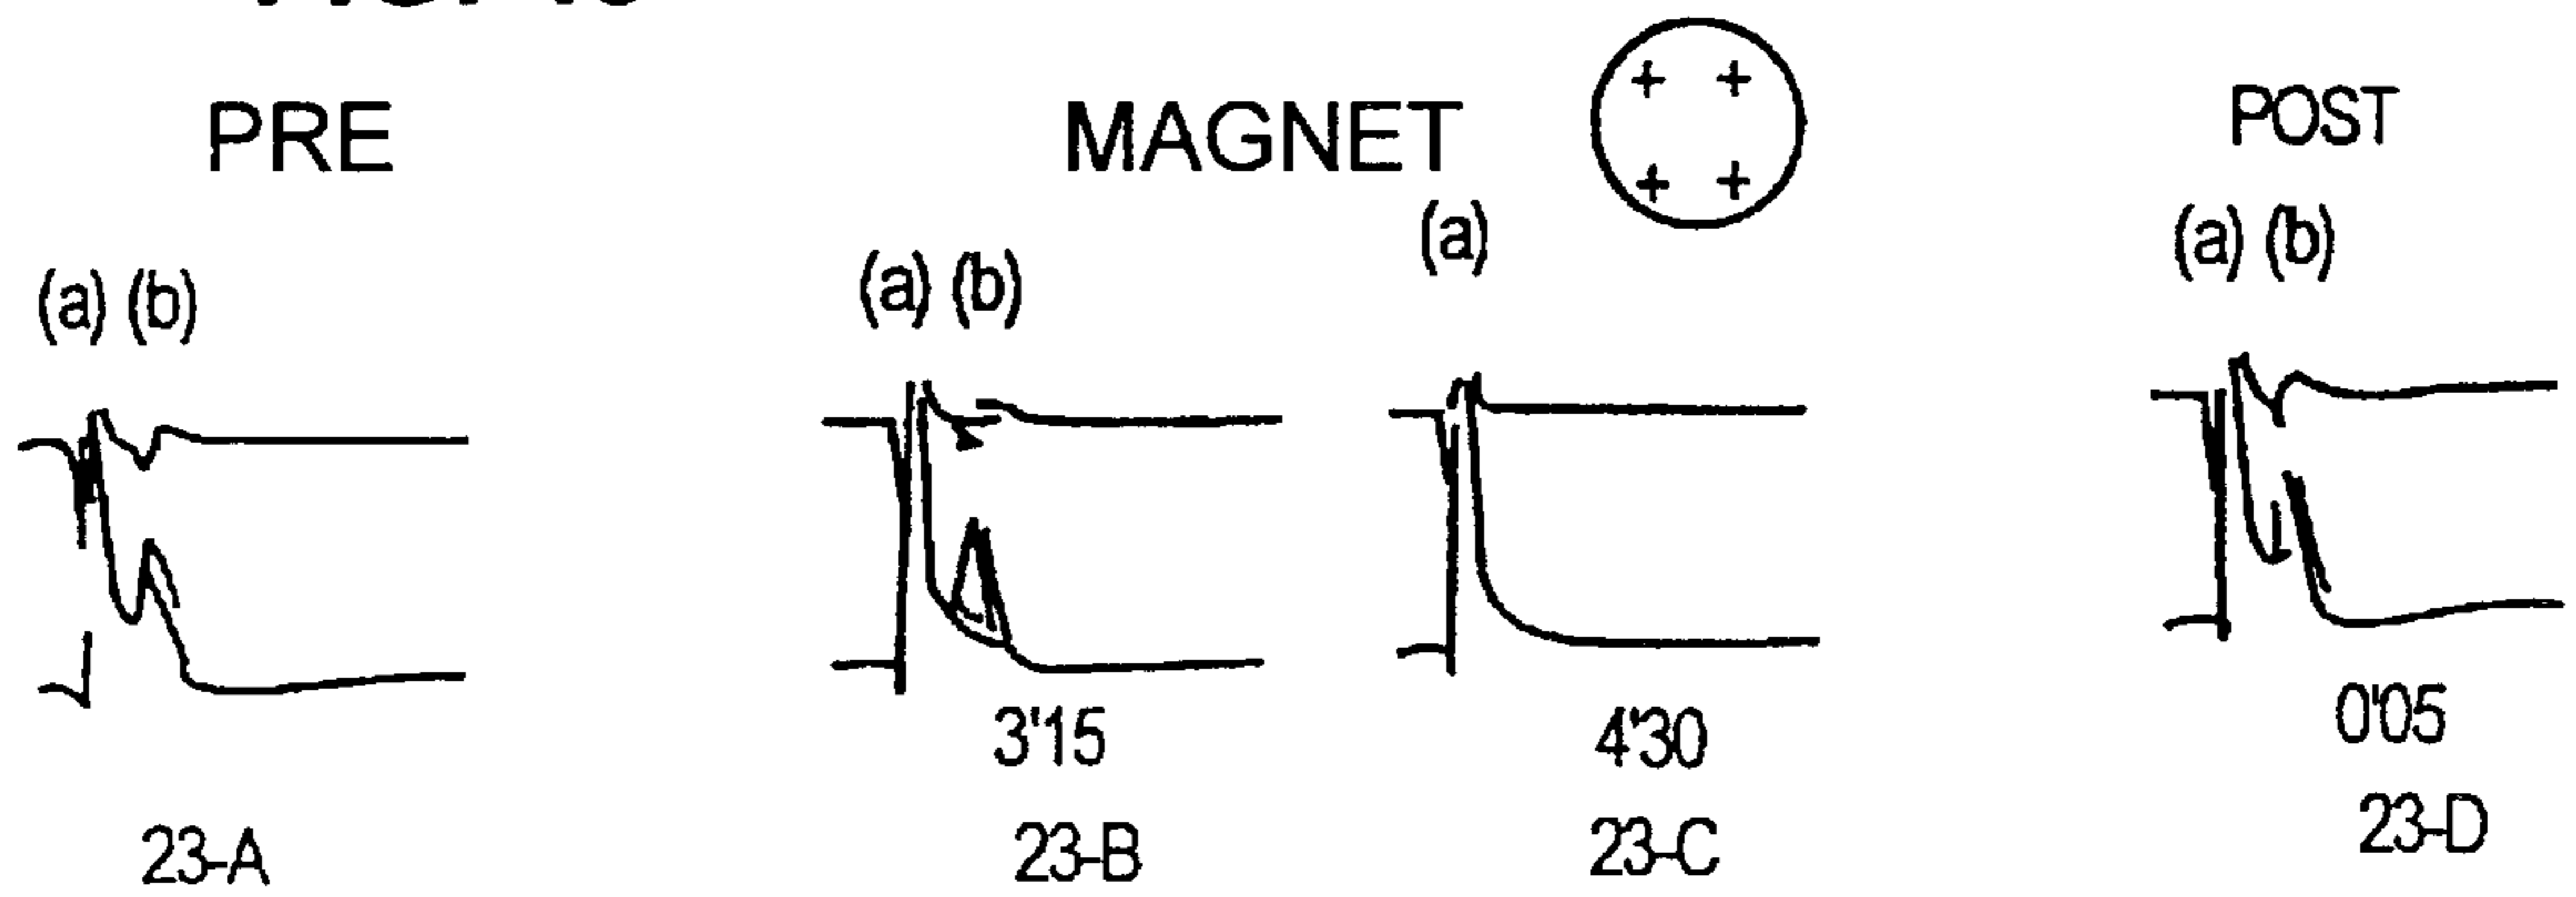 PRE
MAGNET
+ +
+ +
POST
(a) (b)
(a) (b)
(a)
(a) (b)
3'15
4'30
0'05
23-A
23-B
23-C
23-D